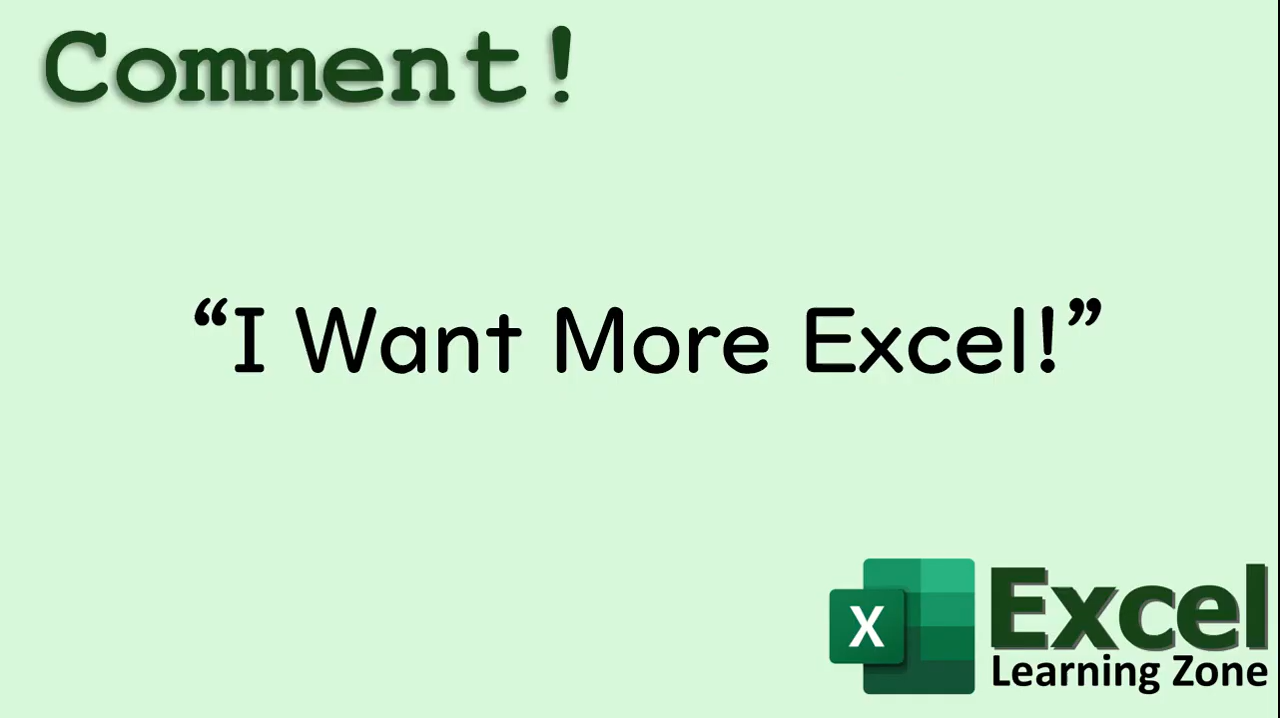 Comment!
“I Want More Excel!”
X
Excel
Learning Zone